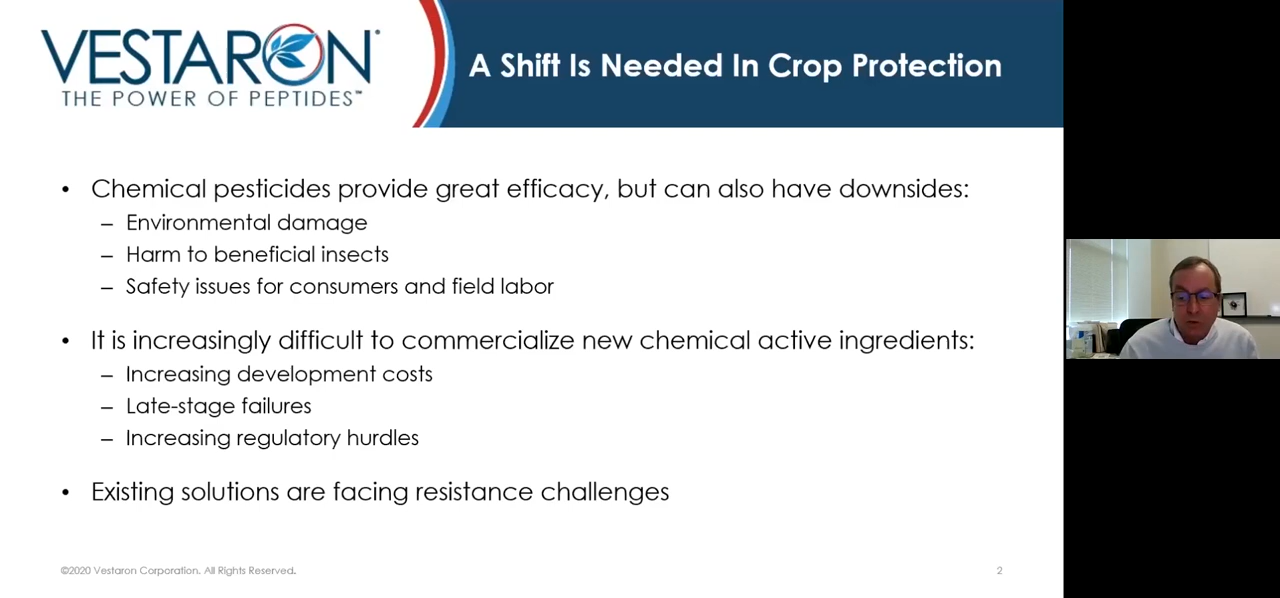 VESTARON®
THE POWER OF PEPTIDES™
A Shift Is Needed In Crop Protection
• Chemical pesticides provide great efficacy, but can also have downsides:
– Environmental damage
– Harm to beneficial insects
– Safety issues for consumers and field labor
• It is increasingly difficult to commercialize new chemical active ingredients:
– Increasing development costs
– Late-stage failures
– Increasing regulatory hurdles
• Existing solutions are facing resistance challenges
©2020 Vestaron Corporation. All Rights Reserved.
2